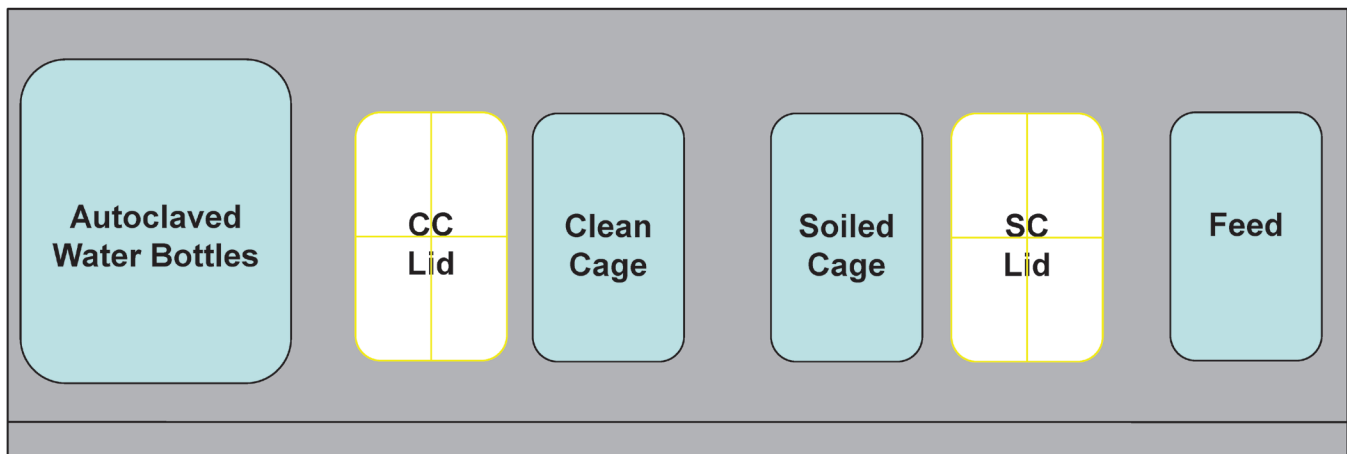 Autoclaved
Water Bottles
CC
Lid
Clean
Cage
Soiled
Cage
SC
Lid
Feed